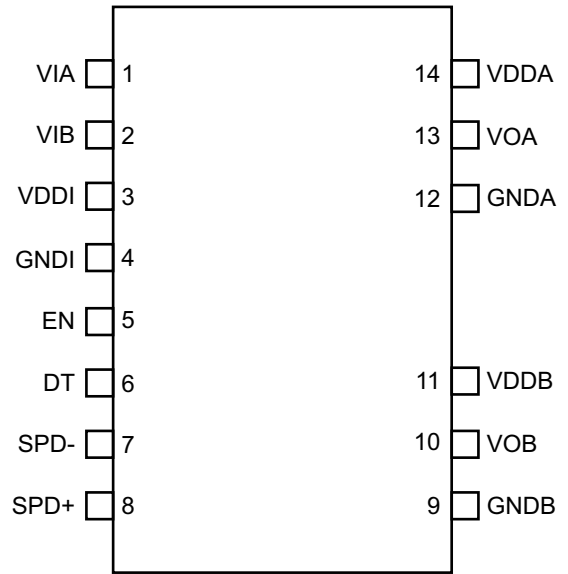 VIA 1 14 VDDA
VIB 2 13 VOA
VDDI 3 12 GNDA
GNDI 4
EN 5
DT 6 11 VDDB
SPD- 7 10 VOB
SPD+ 8 9 GNDB